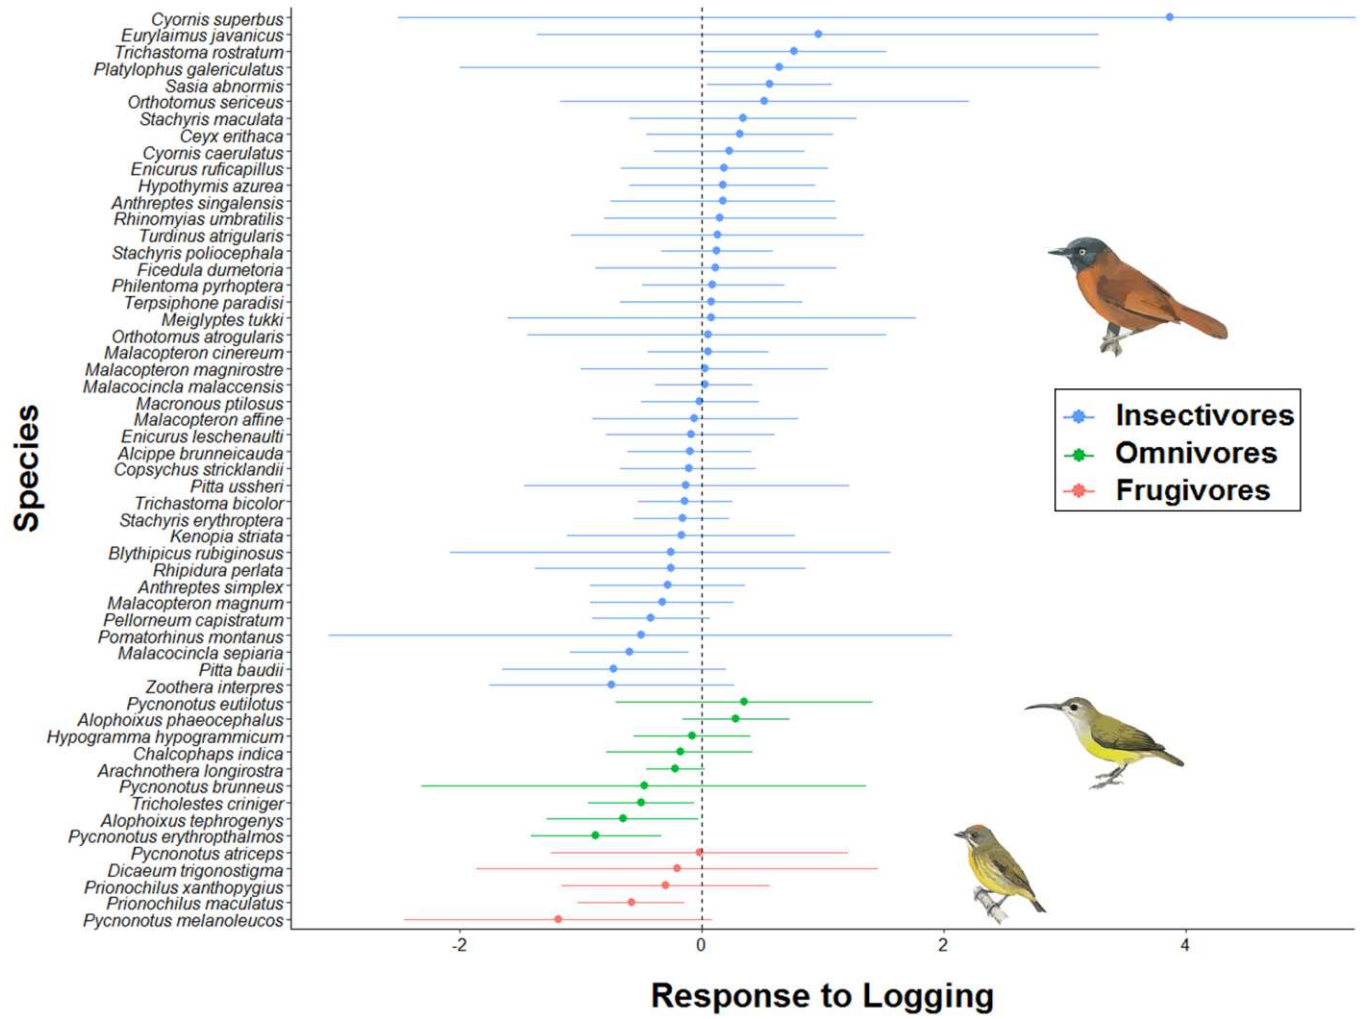 Cyornis superbus
Eurylaimus javanicus
Trichastoma rostratum
Platylophus galericulatus
Sasia abnormis
Orthotomus sericeus
Stachyris maculata
Ceyx erithaca
Cyornis caerulatus
Enicurus ruficapillus
Hypothymis azurea
Anthreptes singalensis
Rhinomyias umbratilis
Turdinus atrigularis
Stachyris poliocephala
Ficedula dumetoria
Philentoma pyrhoptera
Terpsiphone paradisi
Meiglyptes tukki
Orthotomus atrogularis
Malacopteron cinereum
Malacopteron magnirostre
Malacocincla malaccensis
Macronous ptilosus
Malacopteron affine
Enicurus leschenaulti
Alcippe brunneicauda
Copsychus stricklandii
Pitta ussheri
Trichastoma bicolor
Stachyris erythroptera
Kenopia striata
Blythipicus rubiginosus
Rhipidura perlata
Anthreptes simplex
Malacopteron magnum
Pellorneum capistratum
Pomatorhinus montanus
Malacocincla sepiaria
Pitta baudii
Zoothera interpres
Pycnonotus eutilotus
Alophoixus phaeocephalus
Hypogramma hypogrammicum
Chalcophaps indica
Arachnothera longirostra
Pycnonotus brunneus
Tricholestes criniger
Alophoixus tephrogenys
Pycnonotus erythropthalmos
Pycnonotus atriceps
Dicaeum trigonostigma
Prionochilus xanthopygius
Prionochilus maculatus
Pycnonotus melanoleucos
Species
Insectivores
Omnivores
Frugivores
-2 0 2 4
Response to Logging